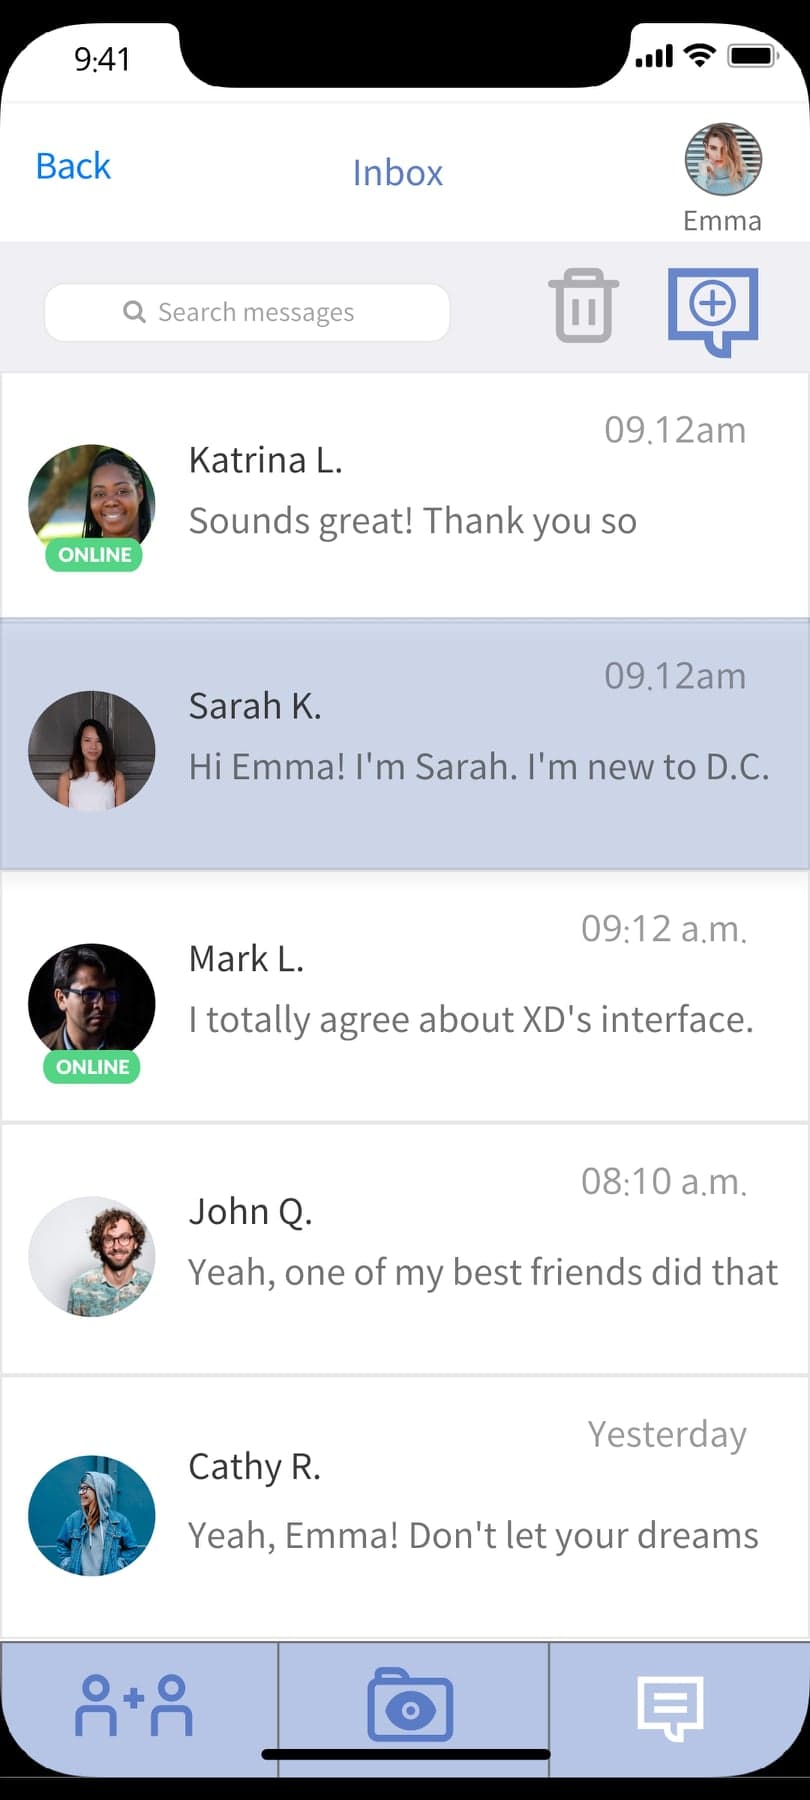 9:41
Back
Inbox
Emma
Search messages
09.12am
Katrina L.
Sounds great! Thank you so
ONLINE
09.12am
Sarah K.
Hi Emma! I'm Sarah. I'm new to D.C.
09:12 a.m.
Mark L.
I totally agree about XD's interface.
ONLINE
08:10 a.m.
John Q.
Yeah, one of my best friends did that
Yesterday
Cathy R.
Yeah, Emma! Don't let your dreams